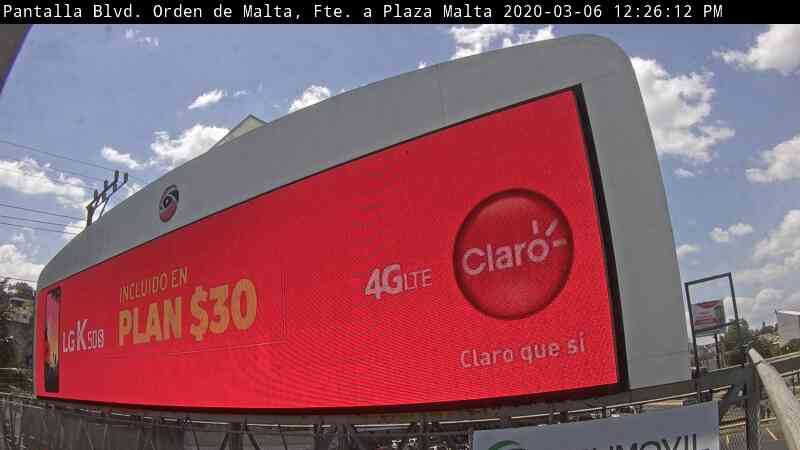 Pantalla Blvd. Orden de Malta, Fte. a Plaza Malta 2020-03-06 12:26:12 PM
INCLUIDO EN
PLAN $30
LG K50S
4G LTE
Claro
Claro que sí